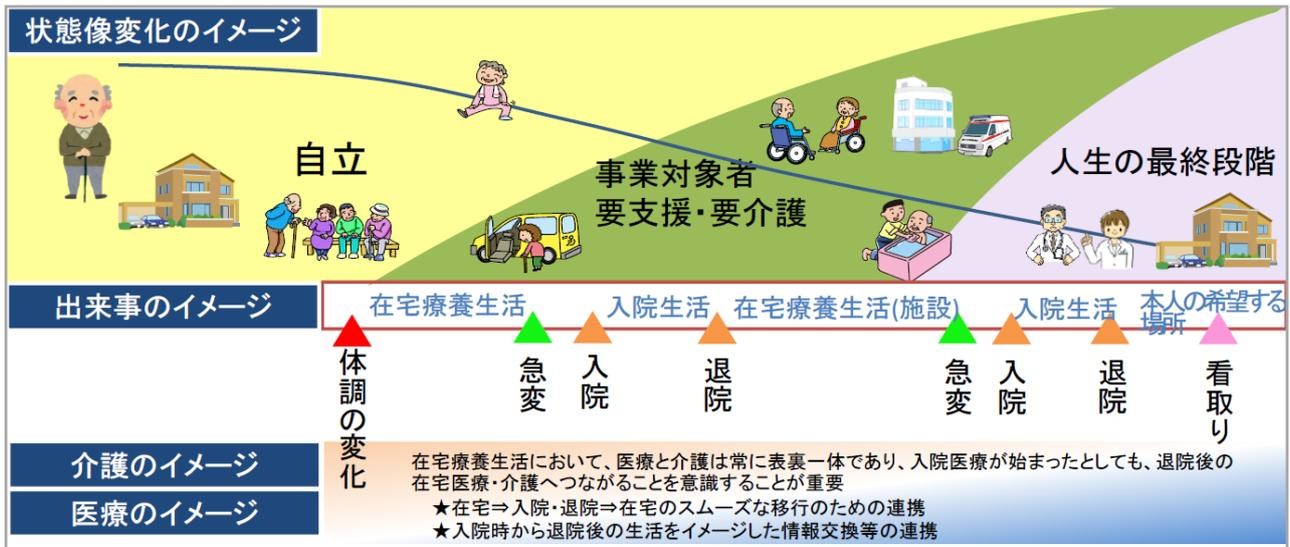 状態像変化のイメージ
自立
事業対象者
要支援・要介護
人生の最終段階
出来事のイメージ
在宅療養生活
入院生活
在宅療養生活(施設)
入院生活
本人の希望する
場所
体調の変化
急変
入院
退院
急変
入院
退院
看取り
介護のイメージ
医療のイメージ
在宅療養生活において、医療と介護は常に表裏一体であり、入院医療が始まったとしても、退院後の
在宅医療・介護へつながることを意識することが重要
★在宅⇒入院・退院⇒在宅のスムーズな移行のための連携
★入院時から退院後の生活をイメージした情報交換等の連携